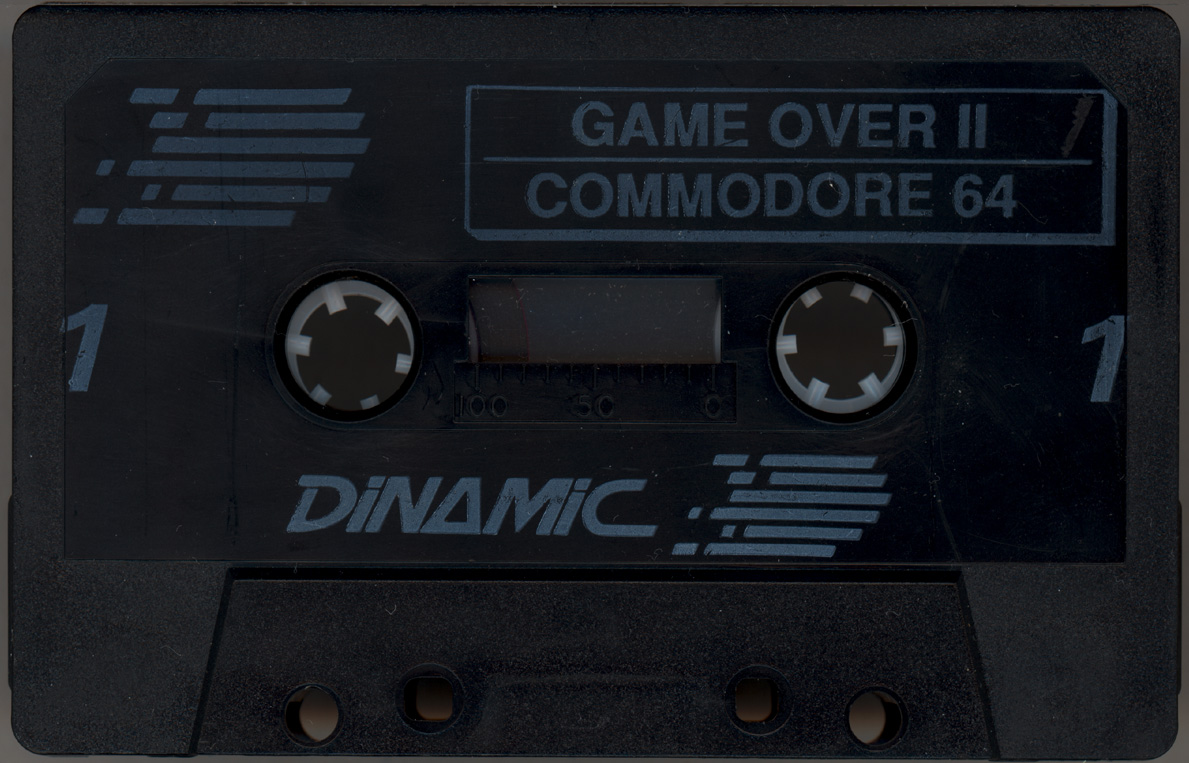 GAME OVER II
COMMODORE 64
1
1
100 50 0
DiNAMiC